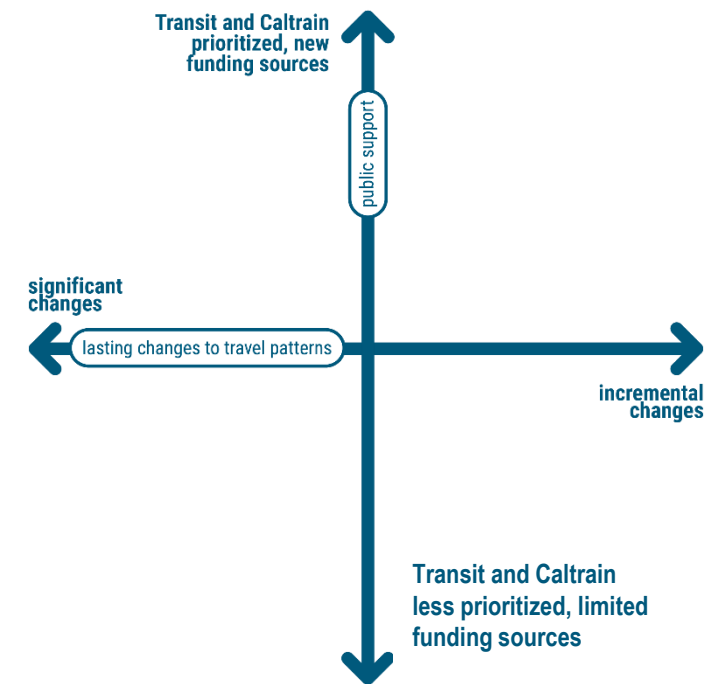 Transit and Caltrain
prioritized, new
funding sources
public support
significant
changes
lasting changes to travel patterns
incremental
changes
Transit and Caltrain
less prioritized, limited
funding sources